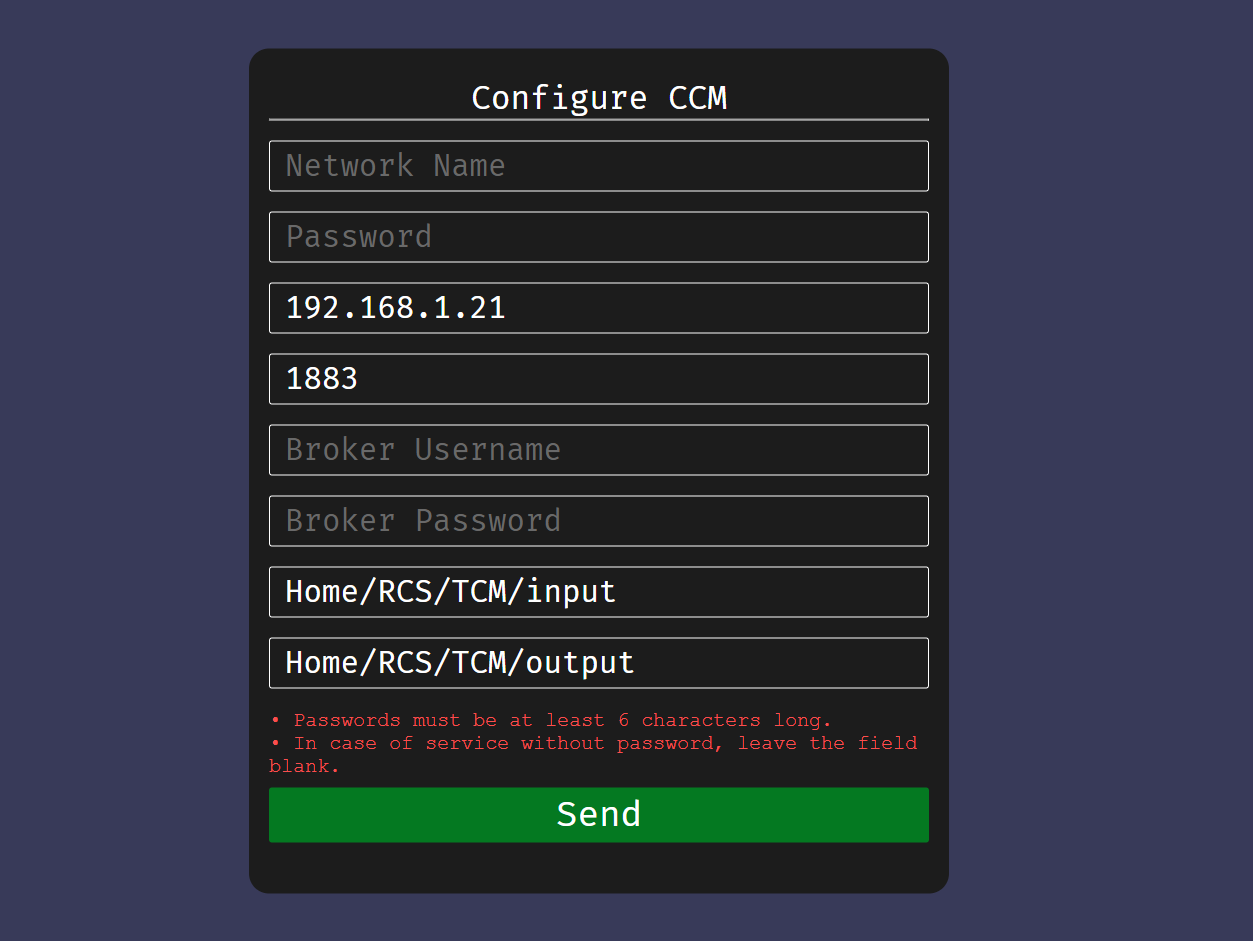 Configure CCM
Network Name
Password
192.168.1.21
1883
Broker Username
Broker Password
Home/RCS/TCM/input
Home/RCS/TCM/output
• Passwords must be at least 6 characters long.
• In case of service without password, leave the field
blank.
Send